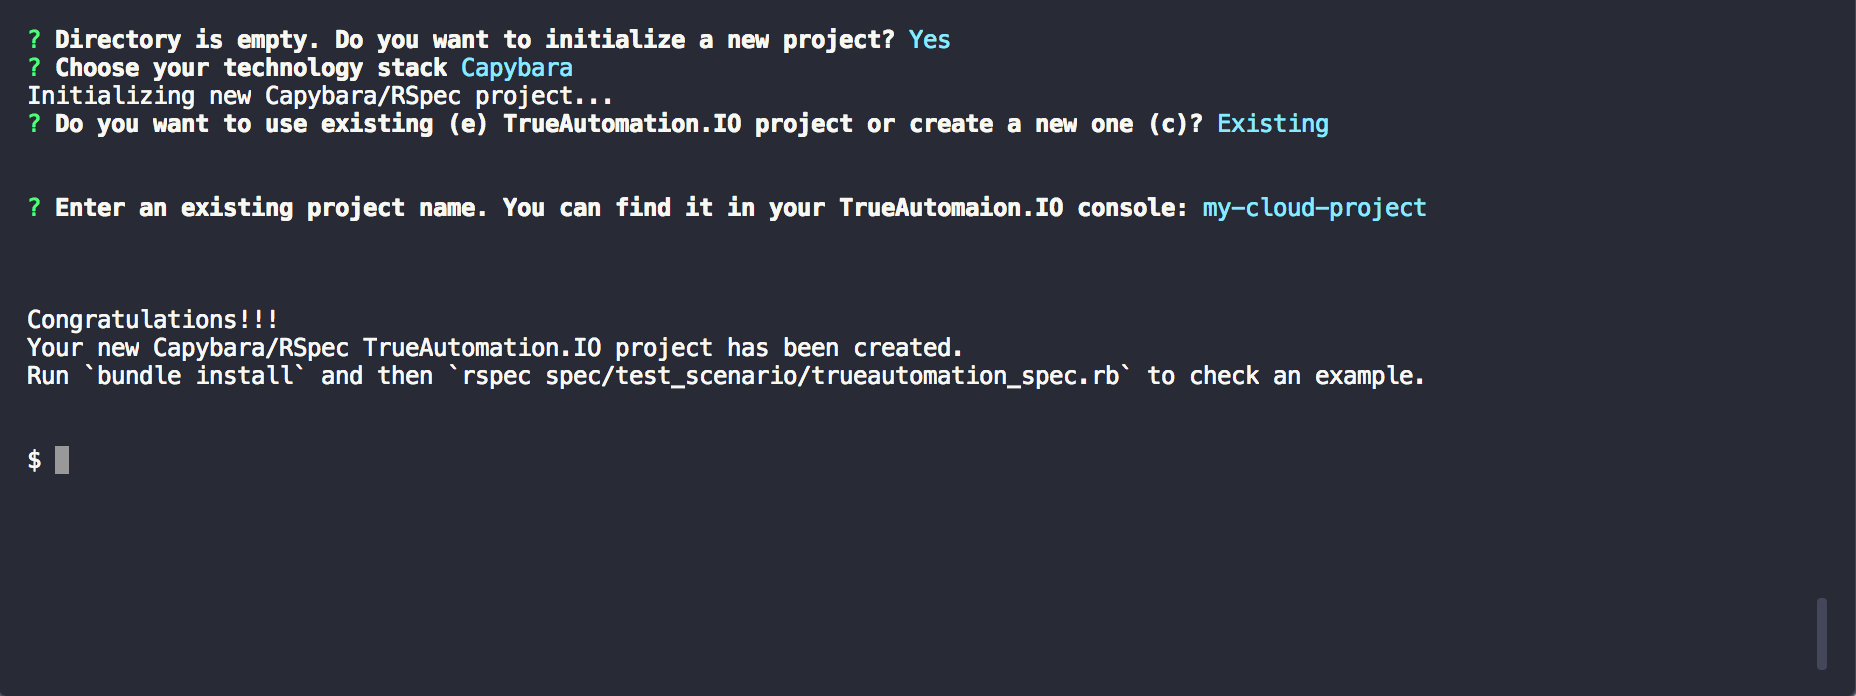 ? Directory is empty. Do you want to initialize a new project? Yes
? Choose your technology stack Capybara
Initializing new Capybara/RSpec project...
? Do you want to use existing (e) TrueAutomation.IO project or create a new one (c)? Existing
? Enter an existing project name. You can find it in your TrueAutomaion.IO console: my-cloud-project
Congratulations!!!
Your new Capybara/RSpec TrueAutomation.IO project has been created.
Run `bundle install` and then `rspec spec/test_scenario/trueautomation_spec.rb` to check an example.
$